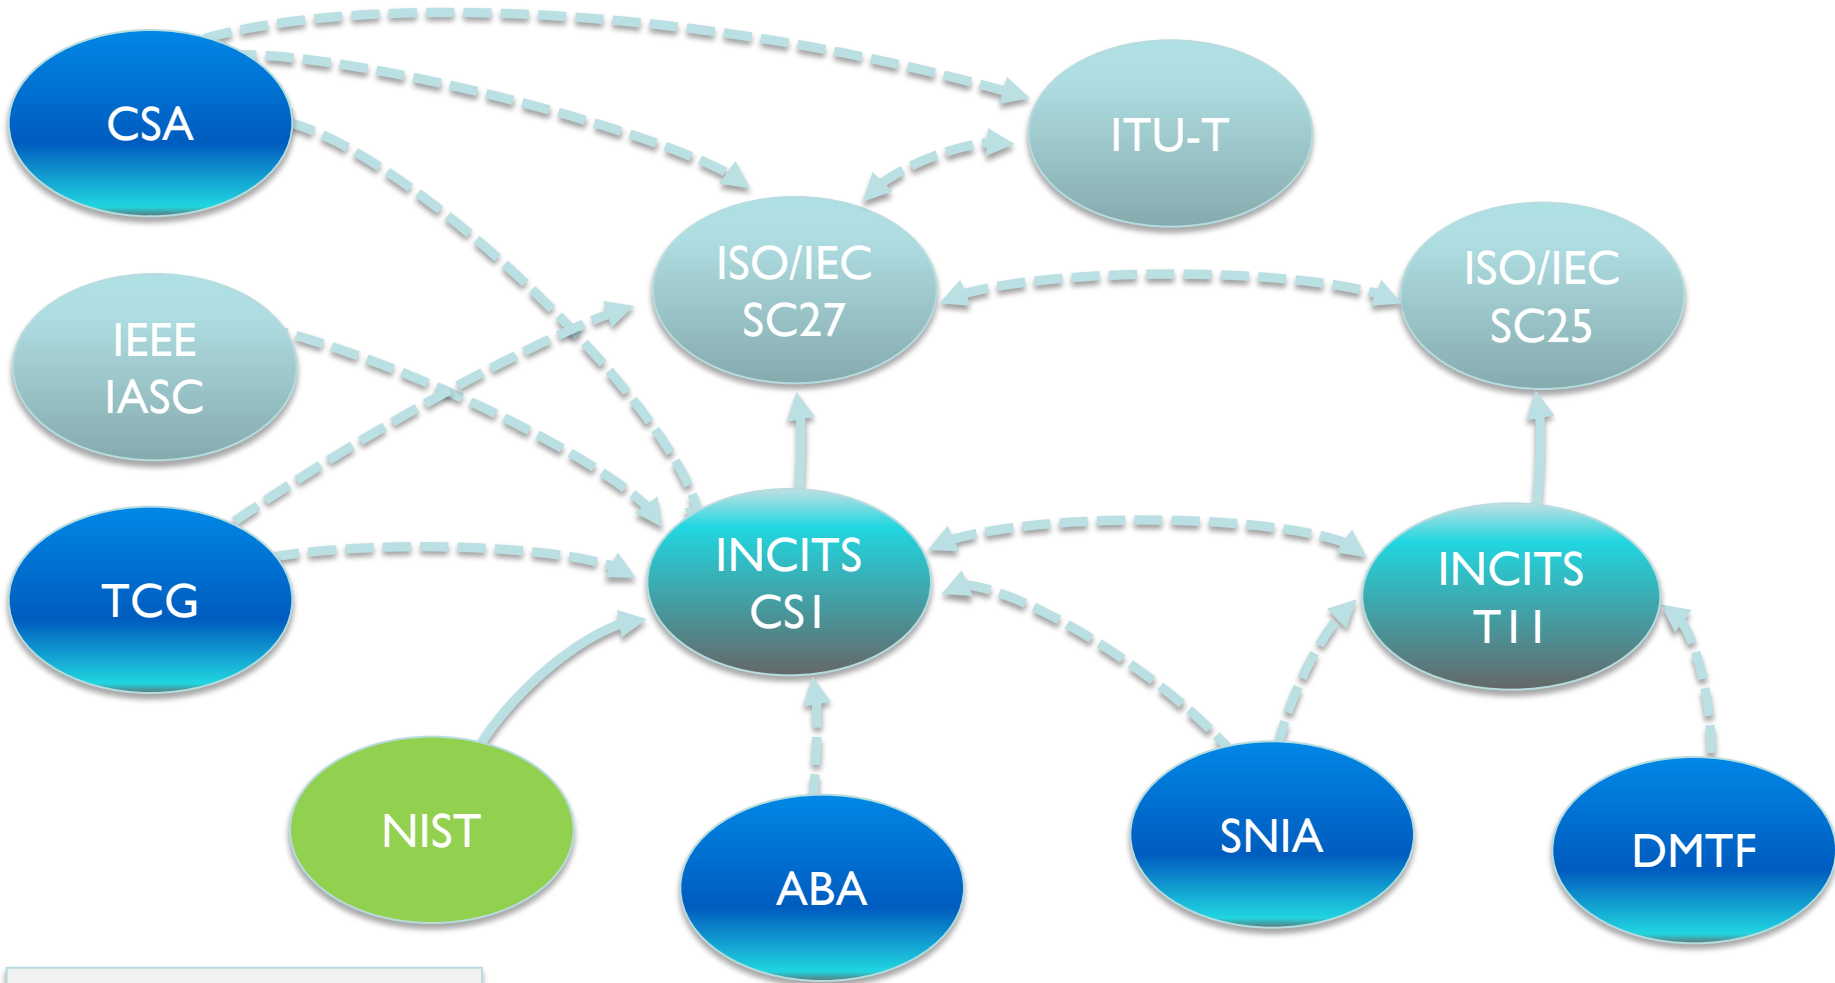 CSA
ITU-T
ISO/IEC
SC27
ISO/IEC
SC25
IEEE
IASC
TCG
INCITS
CS1
INCITS
T11
NIST
ABA
SNIA
DMTF